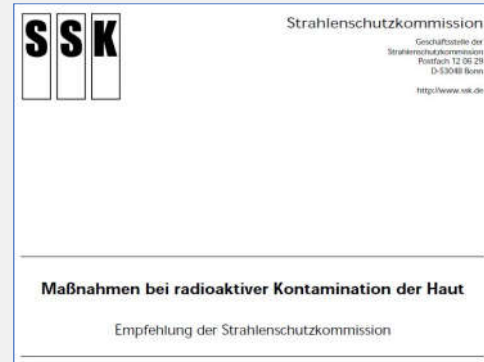 SSK
Strahlenschutzkommission
Geschäftsstelle der
Strahlenschutzkommission
Postfach 12 06 29
D-53048 Bonn
http://www.ssk.de
Maßnahmen bei radioaktiver Kontamination der Haut
Empfehlung der Strahlenschutzkommission